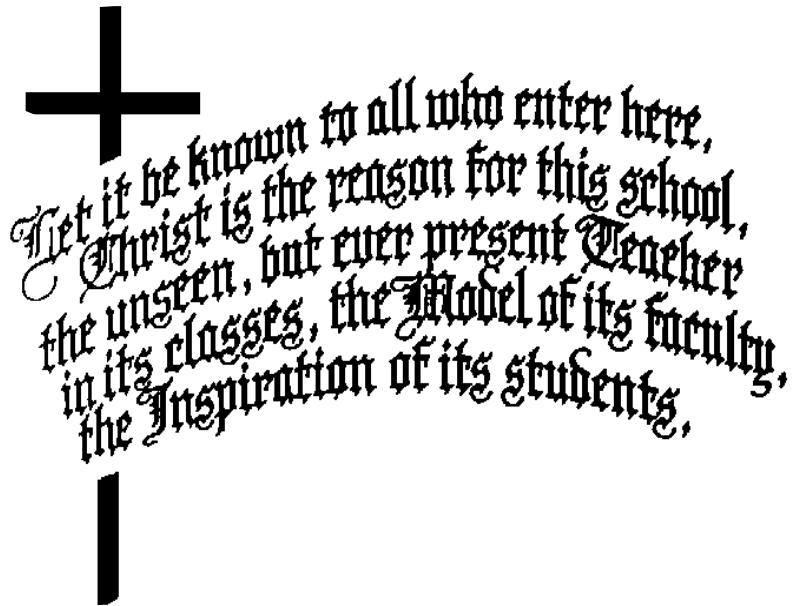 Let it be known to all who enter here,
Christ is the reason for this school,
the unseen, but ever present Teacher
in its classes, the Model of its faculty,
the Inspiration of its students.